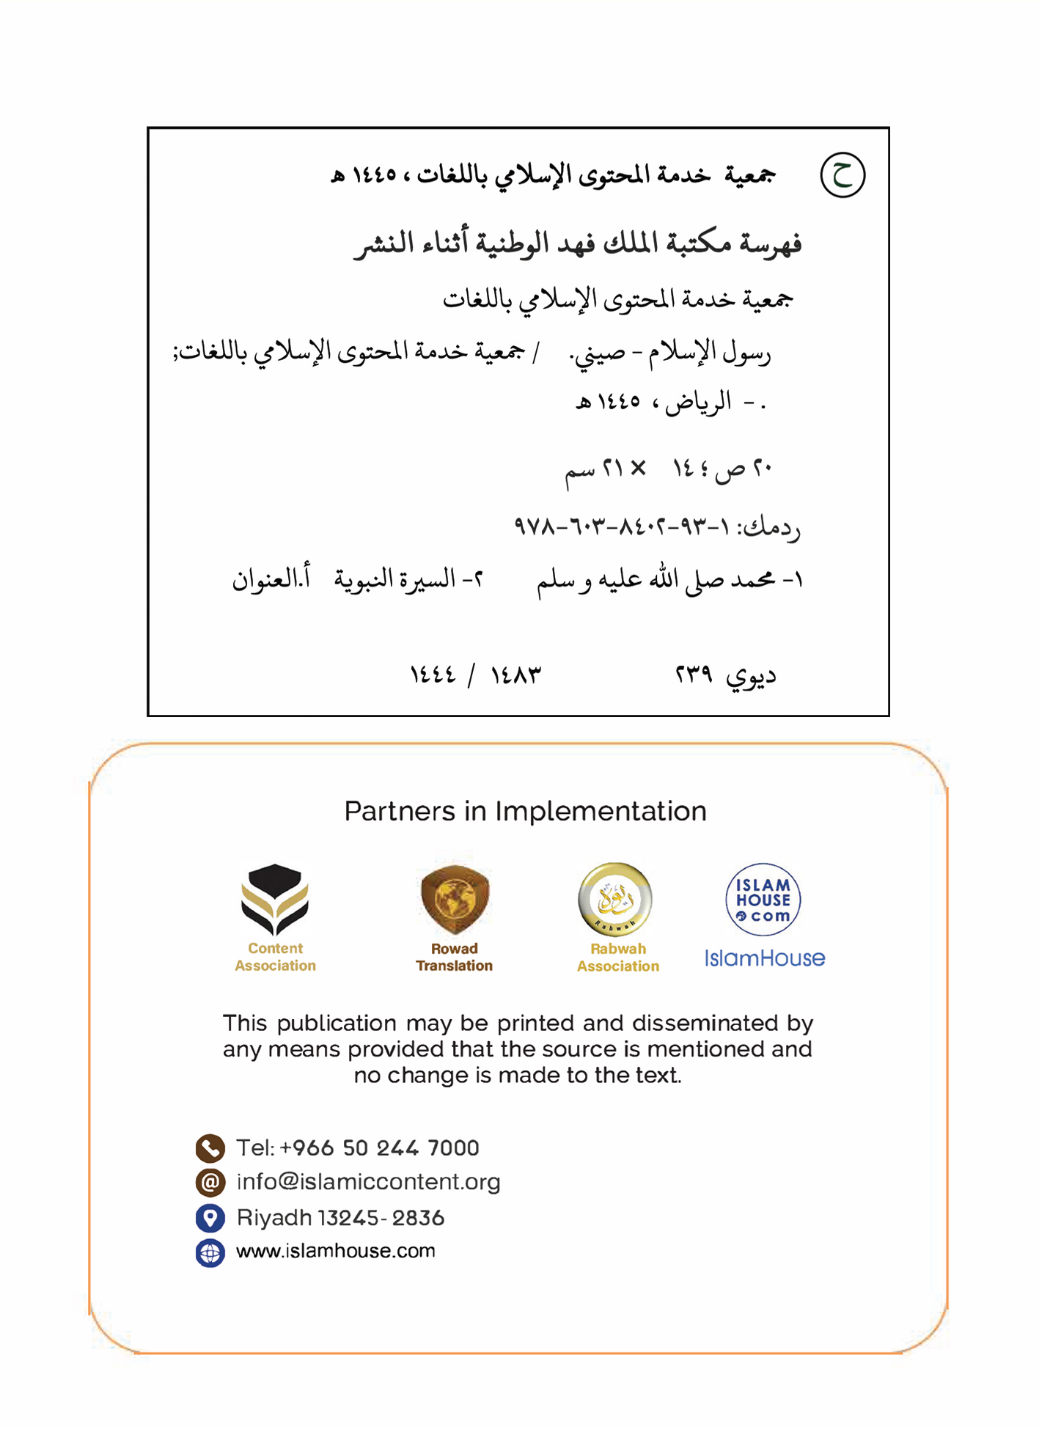 ح
جمعية خدمة المحتوى الإسلامي باللغات ، ١٤٤٥ هـ
فهرسة مكتبة الملك فهد الوطنية أثناء النشر
جمعية خدمة المحتوى الإسلامي باللغات
رسول الإسلام - صيني. / جمعية خدمة المحتوى الإسلامي باللغات;
. - الرياض ، ١٤٤٥ هـ
٢٠ ص ؛ ١٤ × ٢١ سم
ردمك: ١-٩٣-٨٤٠٢-٦٠٣-٩٧٨
١- محمد صلى الله عليه و سلم ٢- السيرة النبوية أ.العنوان
ديوي ٢٣٩ ١٤٨٣ / ١٤٤٤
Partners in Implementation
Content
Association
Rowad
Translation
Rabwah
Rabwah
Association
ISLAM
HOUSE
com
IslamHouse
This publication may be printed and disseminated by
any means provided that the source is mentioned and
no change is made to the text.
Tel: +966 50 244 7000
info@islamiccontent.org
Riyadh 13245- 2836
www.islamhouse.com